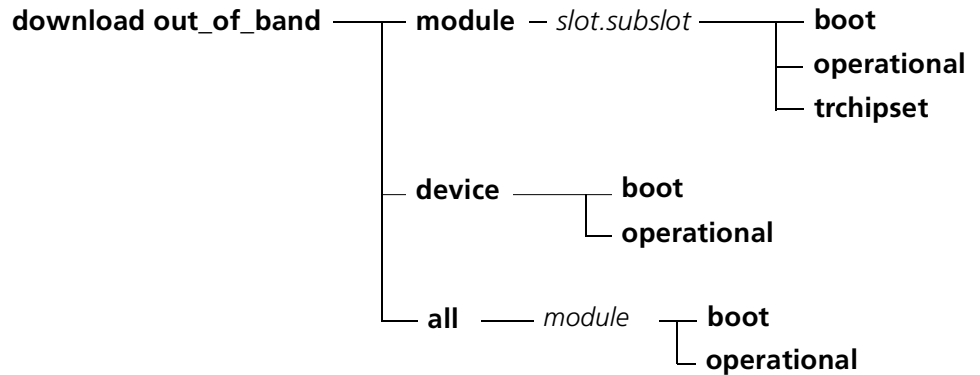 download out_of_band module slot.subslot boot
operational
trchipset
device boot
operational
all module boot
operational